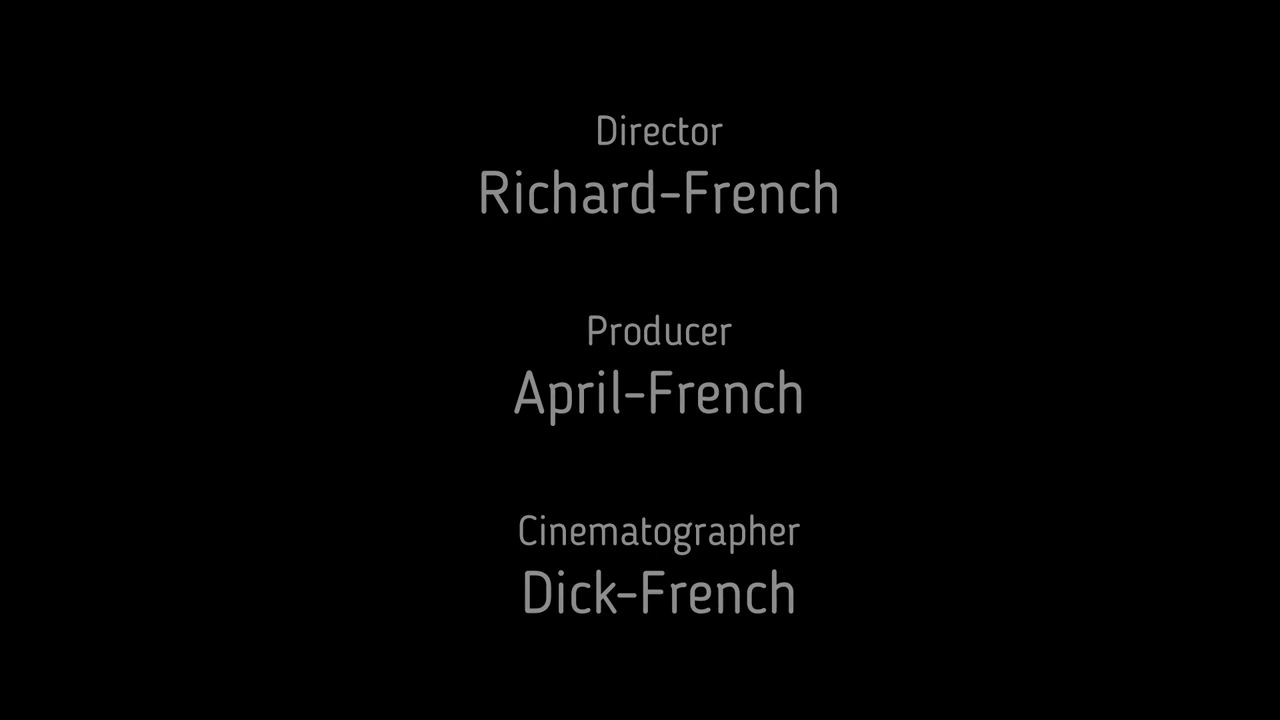 Director
Richard-French
Producer
April-French
Cinematographer
Dick-French